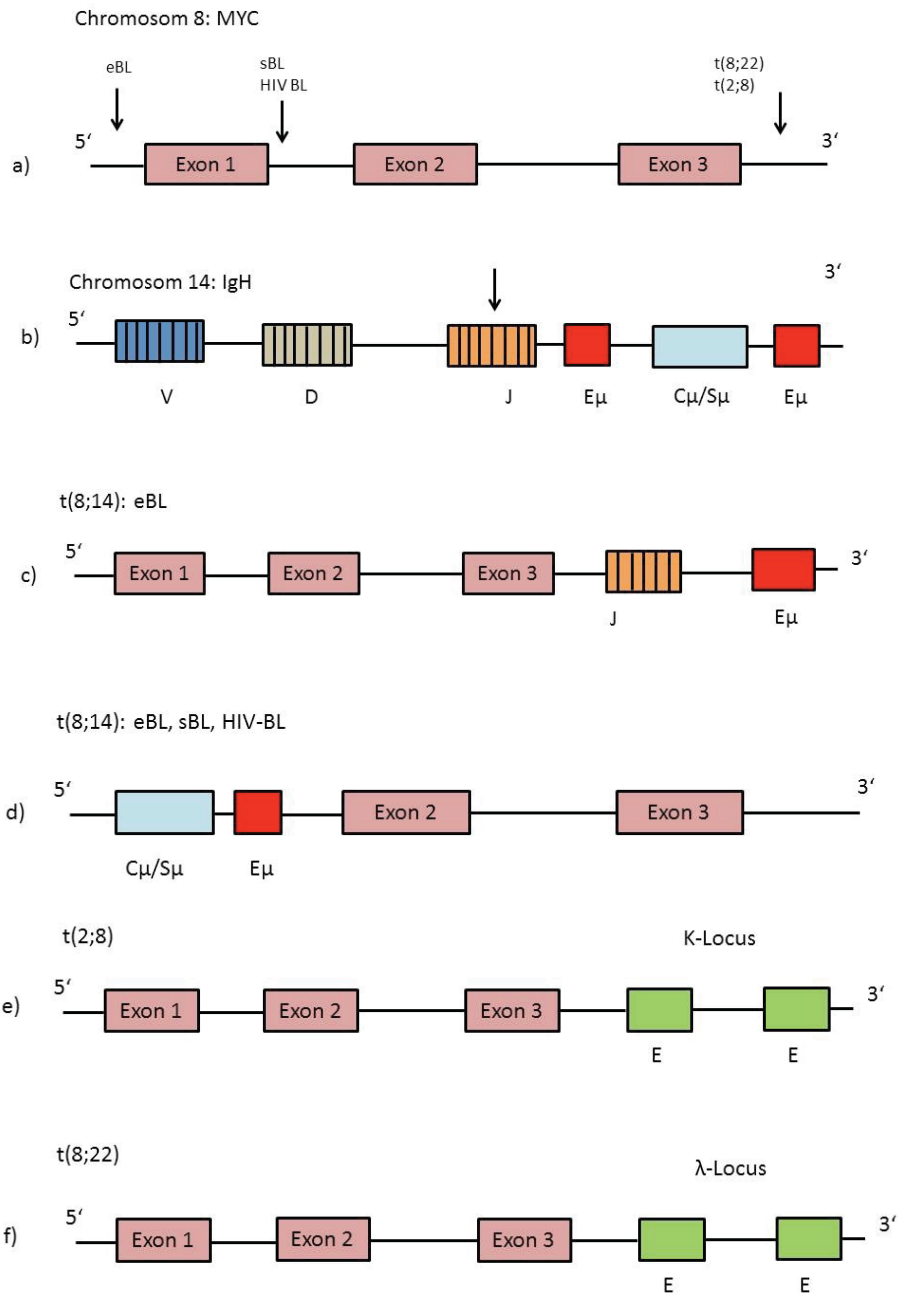 Chromosom 8: MYC
eBL
sBL
HIV BL
t(8;22)
t(2;8)
5‘
3‘
a)
Exon 1
Exon 2
Exon 3
Chromosom 14: IgH
3‘
5‘
b)
V
D
J
Eµ
Cµ/Sµ
Eµ
t(8;14): eBL
5‘
3‘
c)
Exon 1
Exon 2
Exon 3
J
Eµ
t(8;14): eBL, sBL, HIV-BL
5‘
3‘
d)
Exon 2
Exon 3
Cµ/Sµ
Eµ
t(2;8)
K-Locus
5‘
3‘
e)
Exon 1
Exon 2
Exon 3
E
E
t(8;22)
λ-Locus
5‘
3‘
f)
Exon 1
Exon 2
Exon 3
E
E